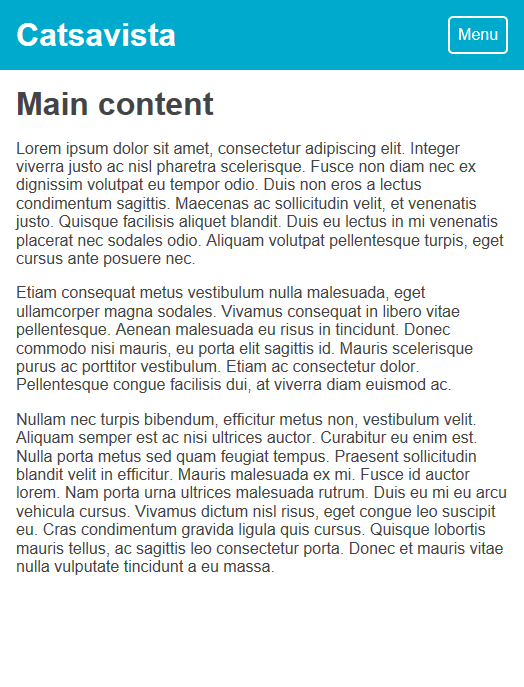 Catsavista
Menu
Main content
Lorem ipsum dolor sit amet, consectetur adipiscing elit. Integer
viverra justo ac nisl pharetra scelerisque. Fusce non diam nec ex
dignissim volutpat eu tempor odio. Duis non eros a lectus
condimentum sagittis. Maecenas ac sollicitudin velit, et venenatis
justo. Quisque facilisis aliquet blandit. Duis eu lectus in mi venenatis
placerat nec sodales odio. Aliquam volutpat pellentesque turpis, eget
cursus ante posuere nec.
Etiam consequat metus vestibulum nulla malesuada, eget
ullamcorper magna sodales. Vivamus consequat in libero vitae
pellentesque. Aenean malesuada eu risus in tincidunt. Donec
commodo nisi mauris, eu porta elit sagittis id. Mauris scelerisque
purus ac porttitor vestibulum. Etiam ac consectetur dolor.
Pellentesque congue facilisis dui, at viverra diam euismod ac.
Nullam nec turpis bibendum, efficitur metus non, vestibulum velit.
Aliquam semper est ac nisi ultrices auctor. Curabitur eu enim est.
Nulla porta metus sed quam feugiat tempus. Praesent sollicitudin
blandit velit in efficitur. Mauris malesuada ex mi. Fusce id auctor
lorem. Nam porta urna ultrices malesuada rutrum. Duis eu mi eu arcu
vehicula cursus. Vivamus dictum nisl risus, eget congue leo suscipit
eu. Cras condimentum gravida ligula quis cursus. Quisque lobortis
mauris tellus, ac sagittis leo consectetur porta. Donec et mauris vitae
nulla vulputate tincidunt a eu massa.